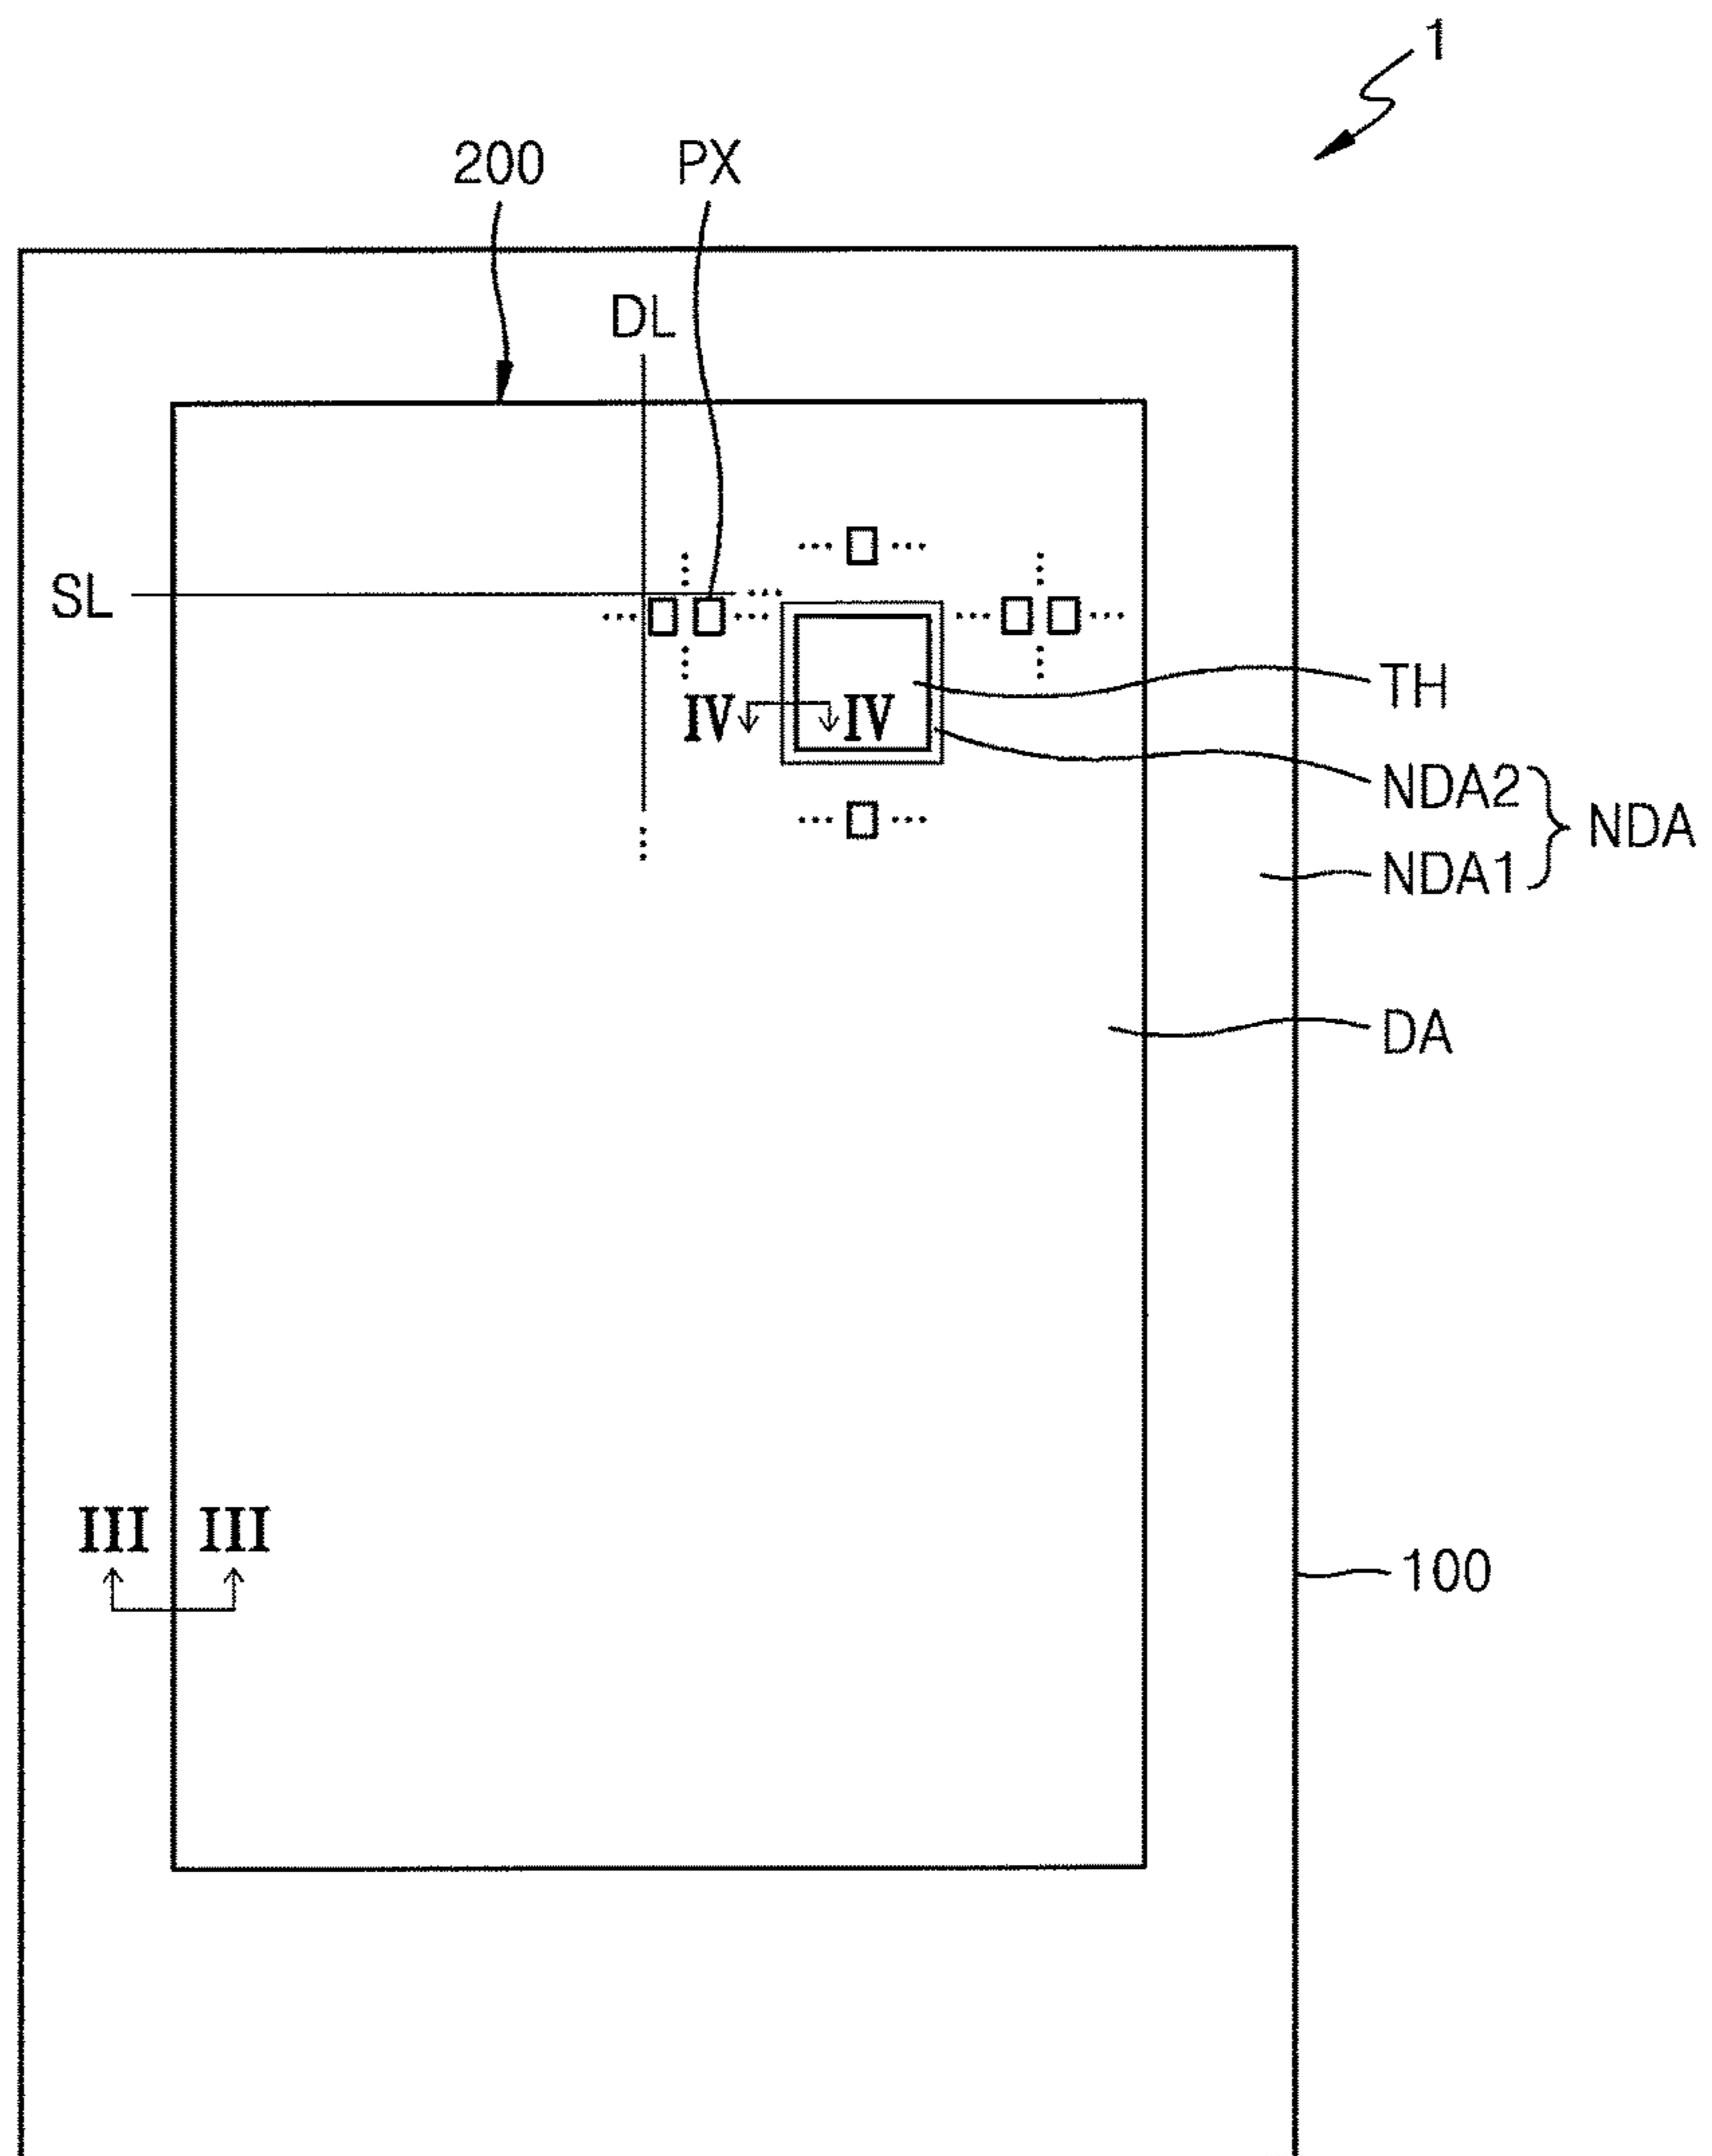 1
200 PX
DL
SL
TH
IV IV
NDA2
NDA
NDA1
DA
III III
100